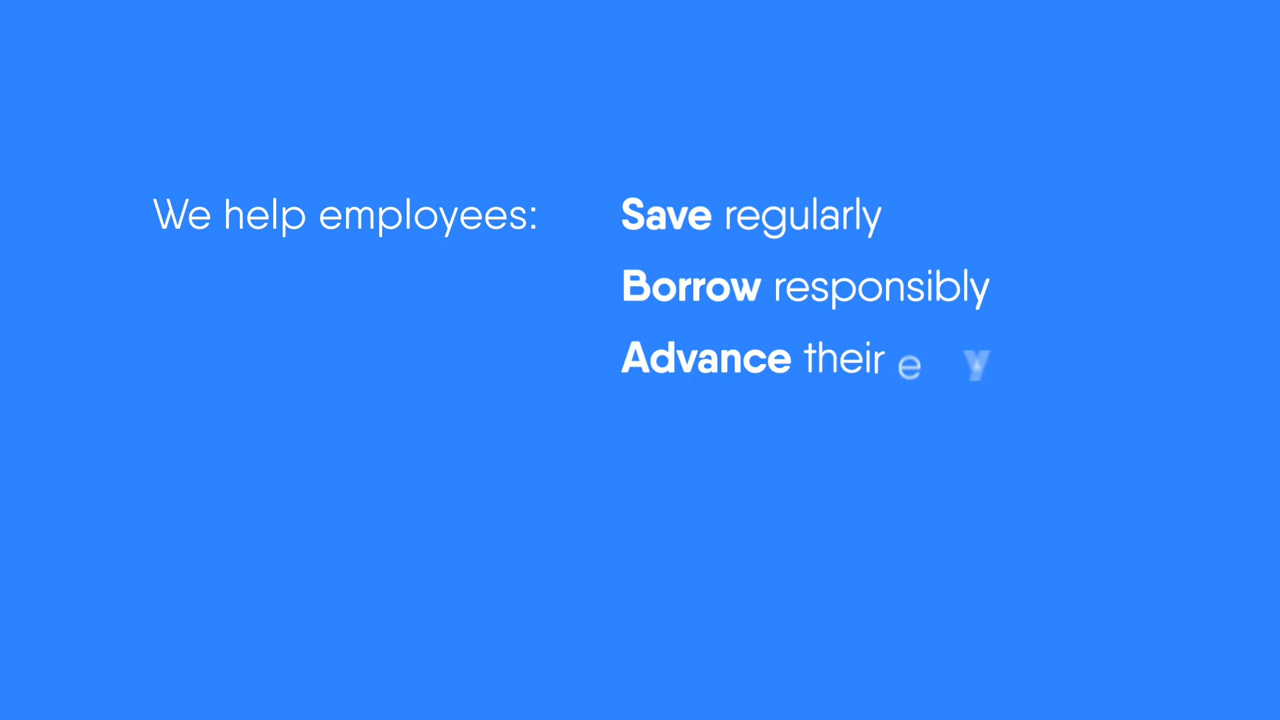 We help employees:
Save regularly
Borrow responsibly
Advance their